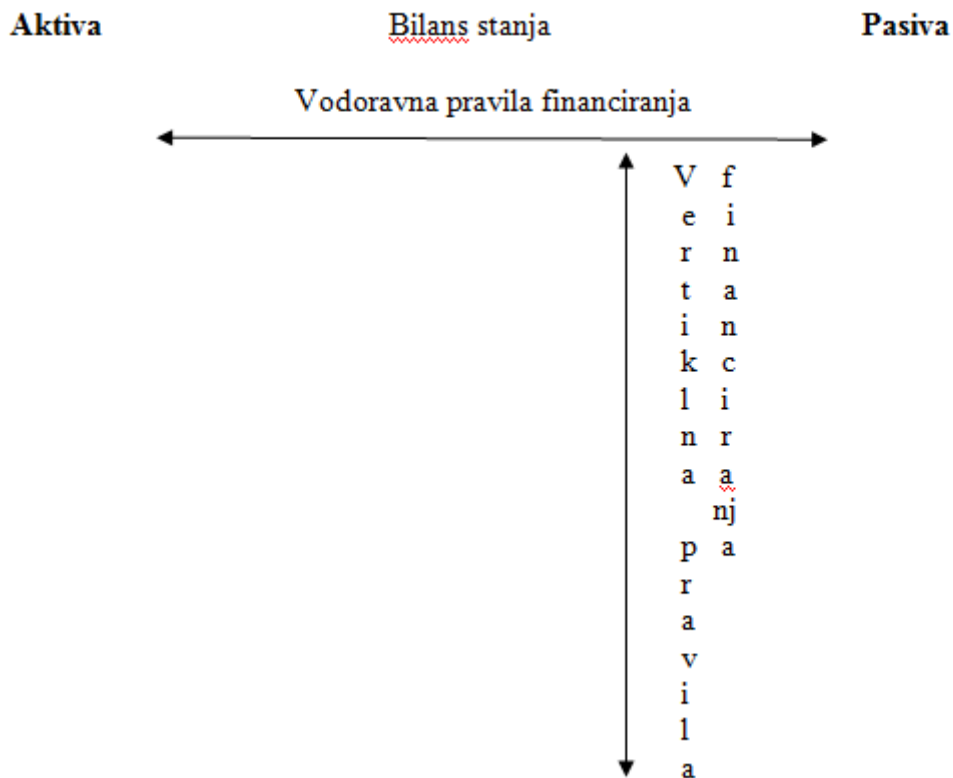 Aktiva Bilans stanja Pasiva
Vodoravna pravila financiranja
Vertiklna pravila
financiranja